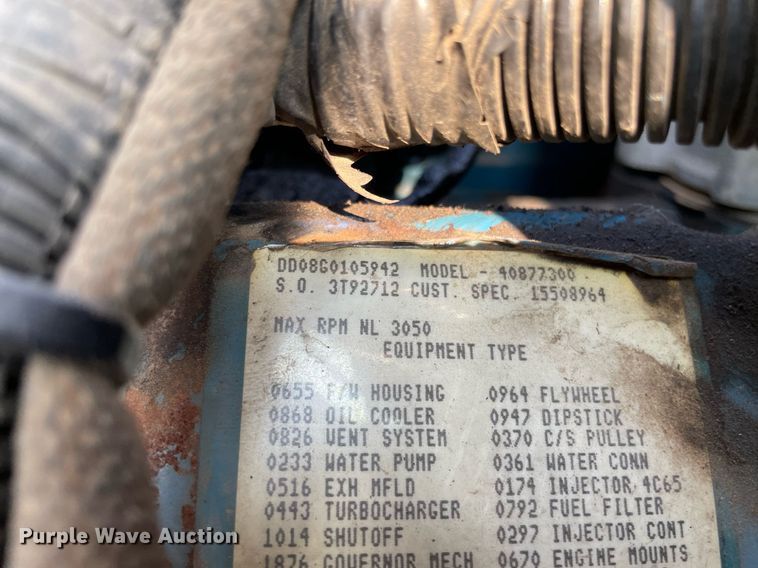 DD08G0105942 MODEL - 40877300
S.O. 3T92712 CUST. SPEC. 15508964
MAX RPM NL 3050
EQUIPMENT TYPE
0655 F/W HOUSING 0964 FLYWHEEL
0868 OIL COOLER 0947 DIPSTICK
0826 VENT SYSTEM 0370 C/S PULLEY
0233 WATER PUMP 0361 WATER CONN
0516 EXH MFLD 0174 INJECTOR 4C65
0443 TURBOCHARGER 0792 FUEL FILTER
1014 SHUTOFF 0297 INJECTOR CONT
1876 GOVERNOR MECH 0670 ENGINE MOUNTS
Purple Wave Auction